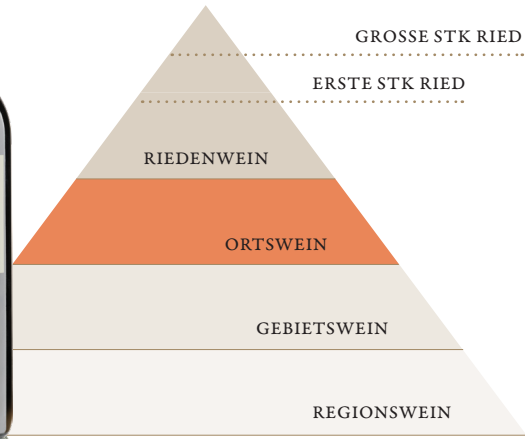 GROSSE STK RIED
ERSTE STK RIED
RIEDENWEIN
ORTSWEIN
GEBIETSWEIN
REGIONSWEIN